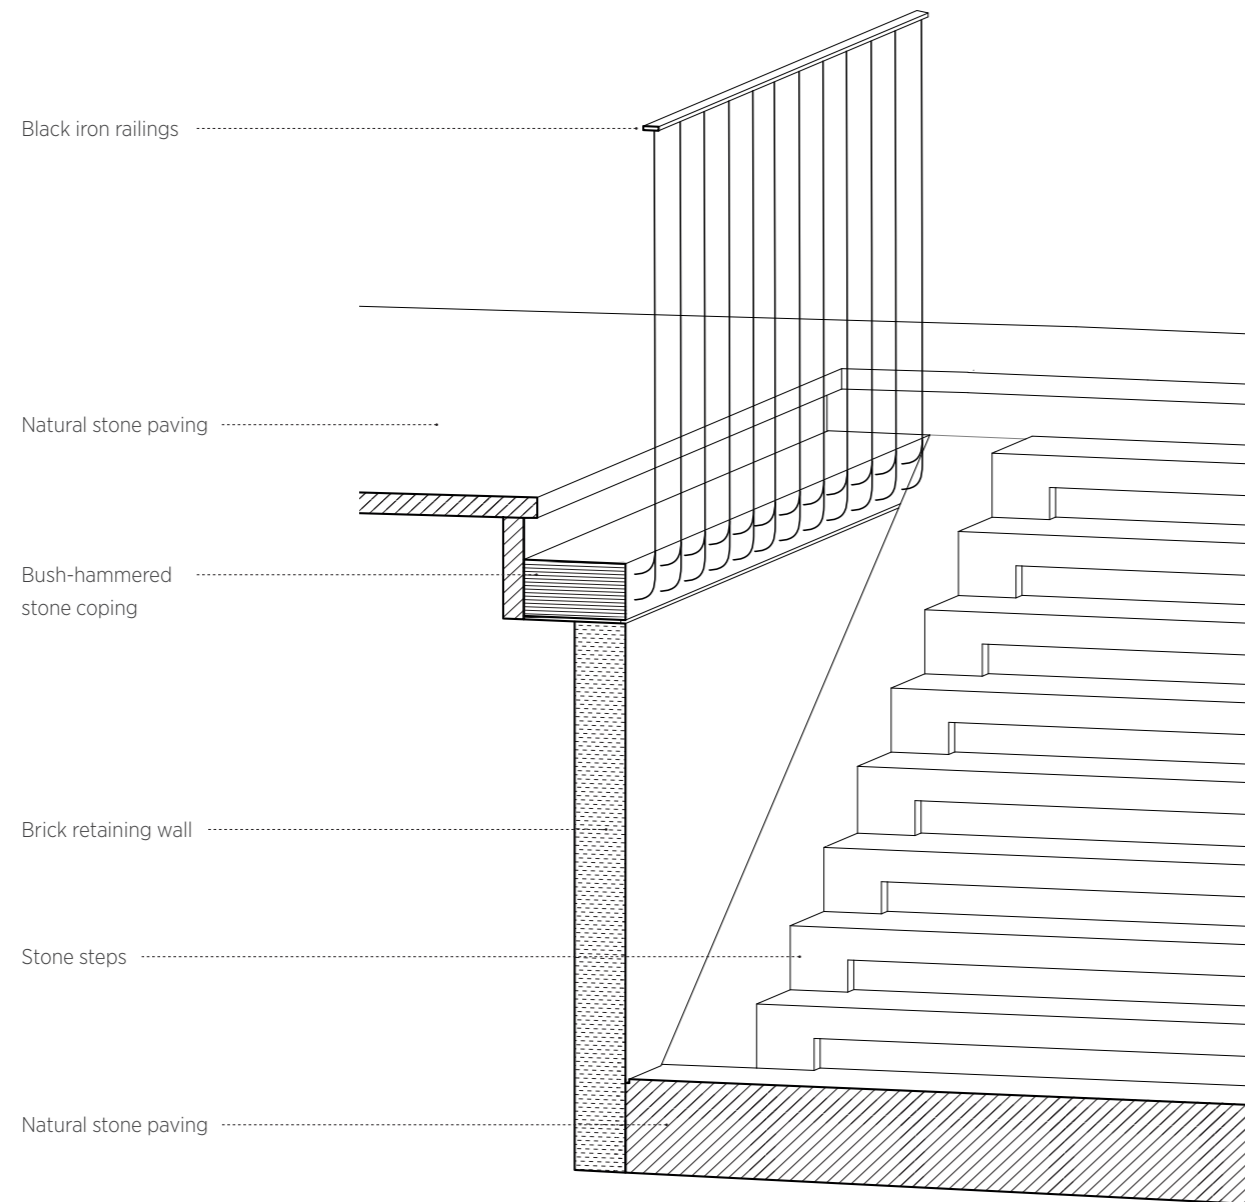 Black iron railings
Natural stone paving
Bush-hammered
stone coping
Brick retaining wall
Stone steps
Natural stone paving